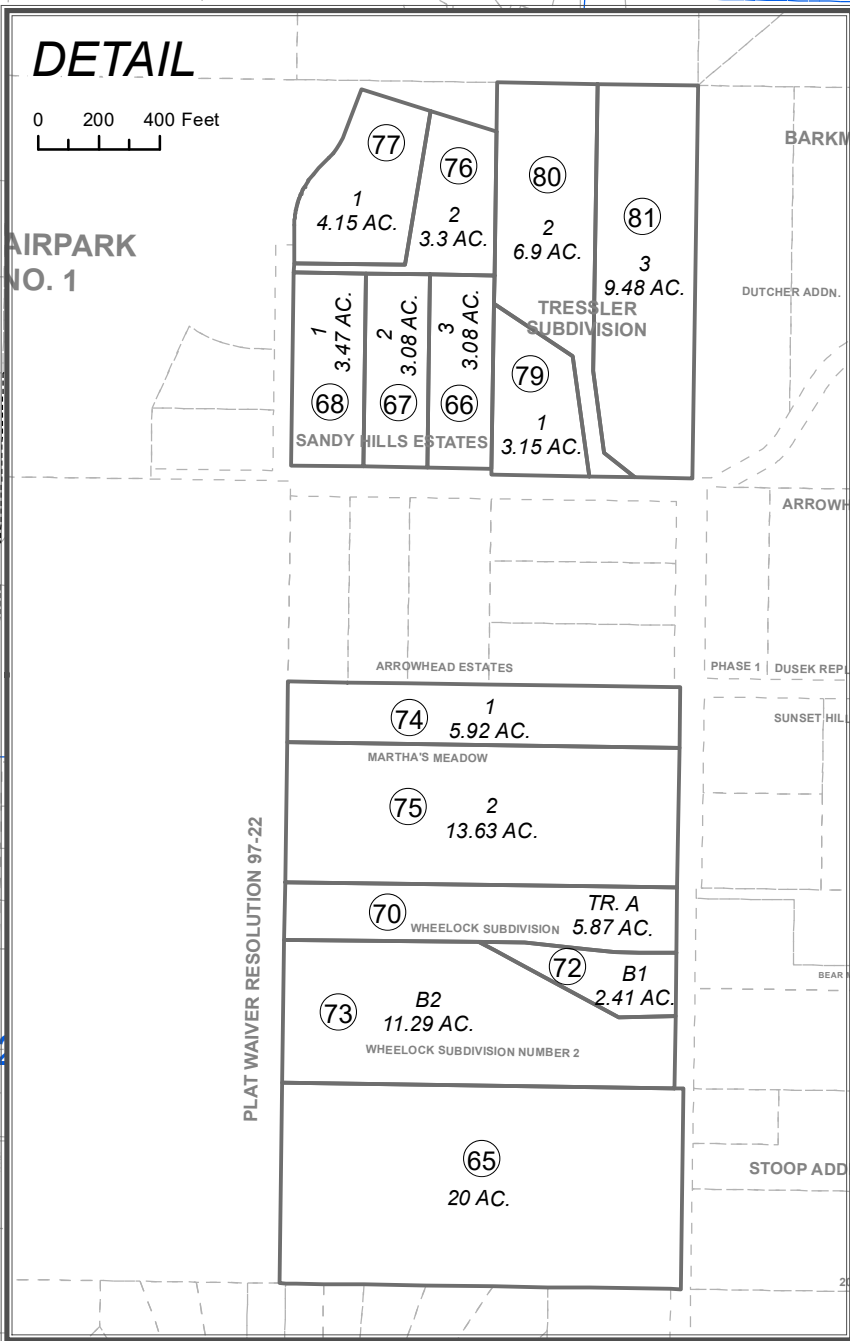 DETAIL
0 200 400 Feet
77
1
4.15 AC.
76
2
3.3 AC.
80
2
6.9 AC.
81
3
9.48 AC.
BARKM
AIRPARK
NO. 1
DUTCHER ADDN.
TRESSLER
SUBDIVISION
1
3.47 AC.
68
2
3.08 AC.
67
3
3.08 AC.
66
SANDY HILLS ESTATES
79
1
3.15 AC.
ARROWH
ARROWHEAD ESTATES
PHASE 1
DUSEK REPL
SUNSET HILL
74
1
5.92 AC.
MARTHA'S MEADOW
75
2
13.63 AC.
PLAT WAIVER RESOLUTION 97-22
70
WHEELOCK SUBDIVISION
TR. A
5.87 AC.
72
B1
2.41 AC.
BEAR M
73
B2
11.29 AC.
WHEELOCK SUBDIVISION NUMBER 2
65
20 AC.
STOOP ADD
20